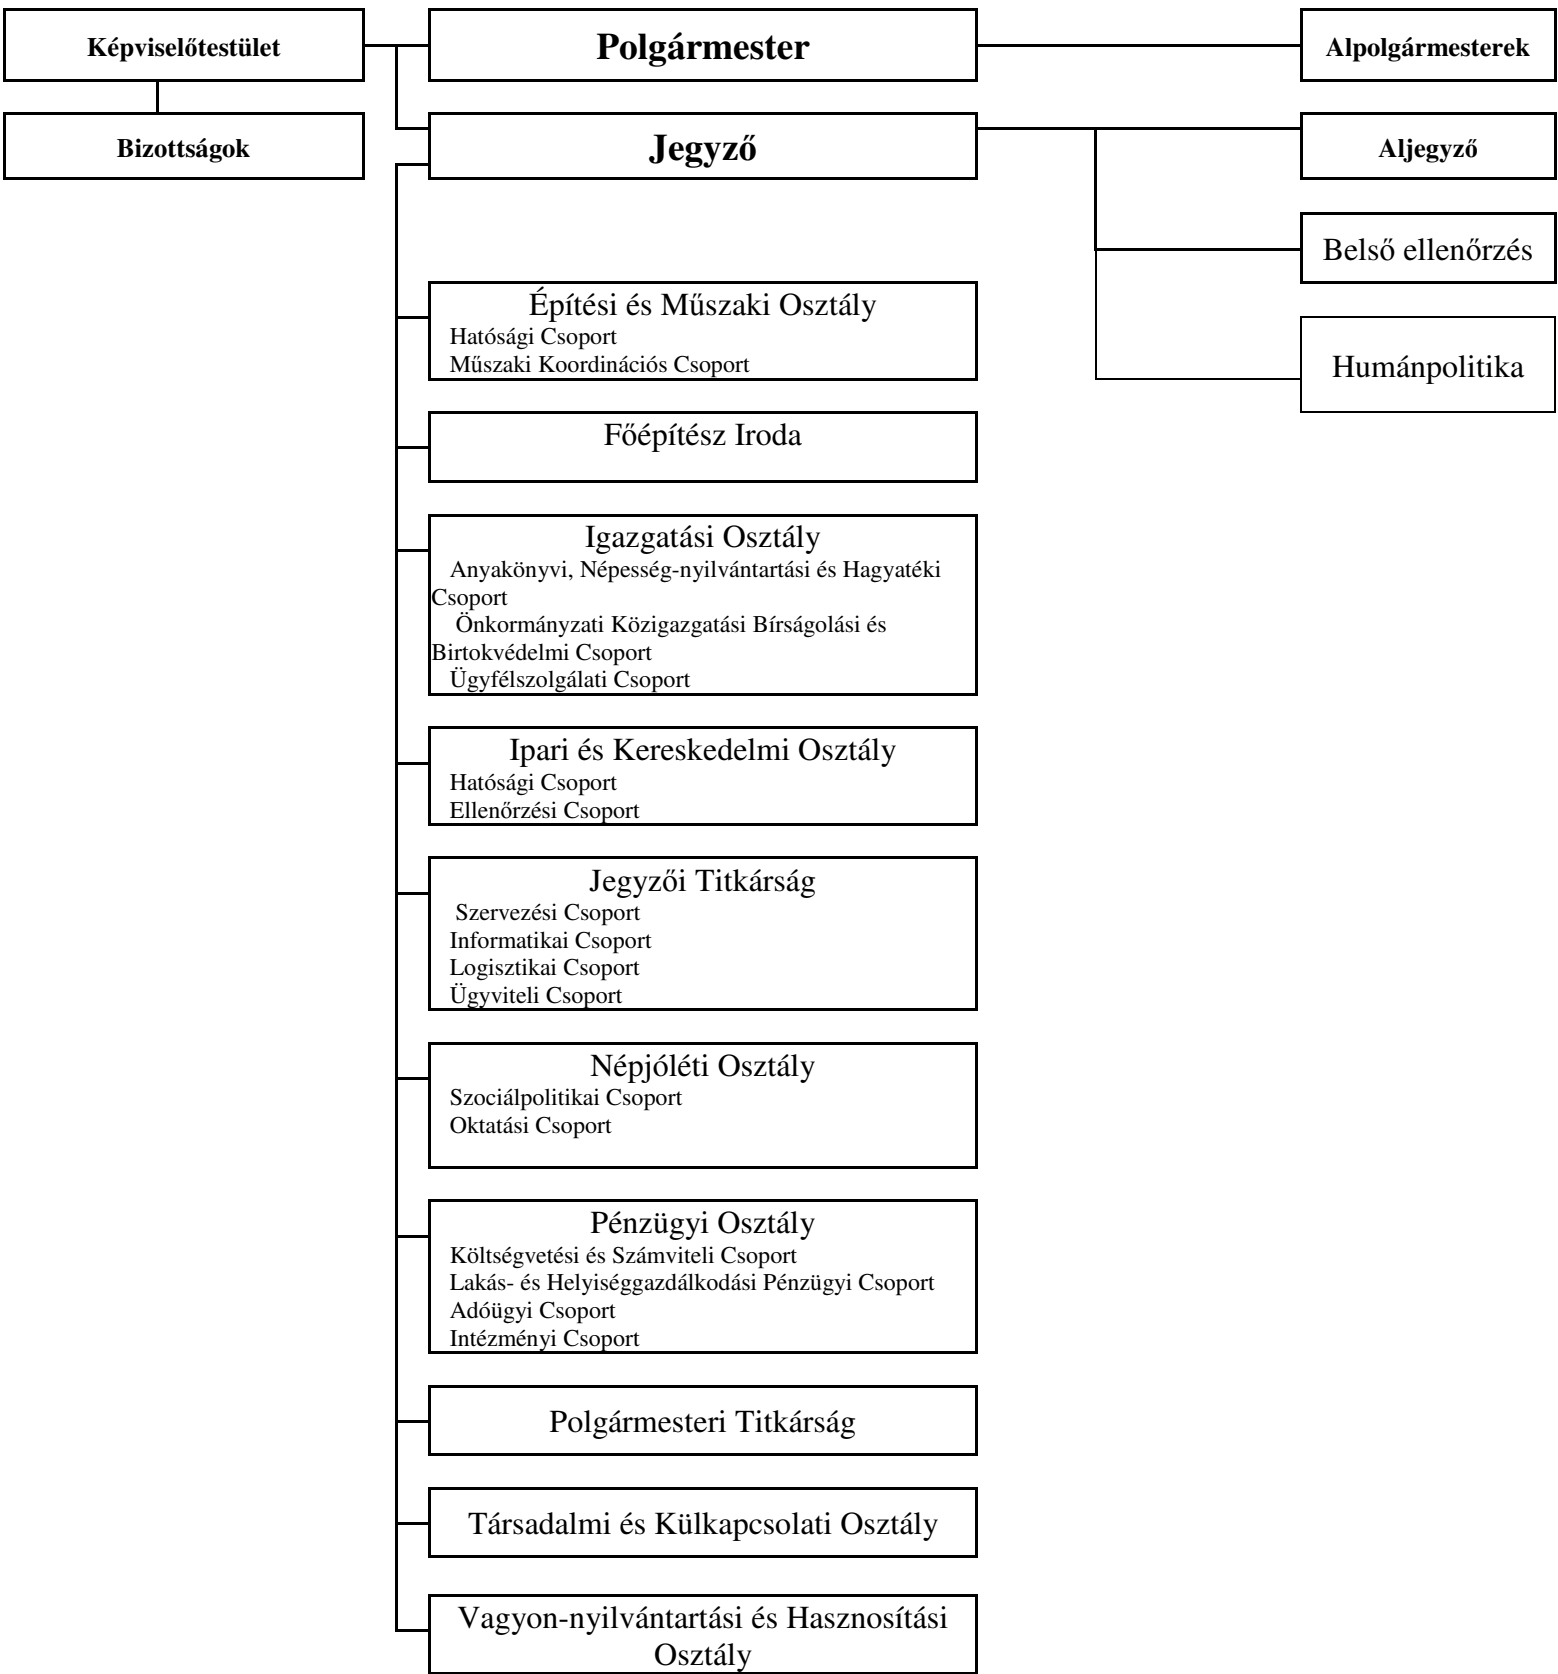 Képviselőtestület
Polgármester
Alpolgármesterek
Bizottságok
Jegyző
Aljegyző
Belső ellenőrzés
Humánpolitika
Építési és Műszaki Osztály
Hatósági Csoport
Műszaki Koordinációs Csoport
Főépítész Iroda
Igazgatási Osztály
Anyakönyvi, Népesség-nyilvántartási és Hagyatéki
Csoport
Önkormányzati Közigazgatási Bírságolási és
Birtokvédelmi Csoport
Ügyfélszolgálati Csoport
Ipari és Kereskedelmi Osztály
Hatósági Csoport
Ellenőrzési Csoport
Jegyzői Titkárság
Szervezési Csoport
Informatikai Csoport
Logisztikai Csoport
Ügyviteli Csoport
Népjóléti Osztály
Szociálpolitikai Csoport
Oktatási Csoport
Pénzügyi Osztály
Költségvetési és Számviteli Csoport
Lakás- és Helyiséggazdálkodási Pénzügyi Csoport
Adóügyi Csoport
Intézményi Csoport
Polgármesteri Titkárság
Társadalmi és Külkapcsolati Osztály
Vagyon-nyilvántartási és Hasznosítási
Osztály